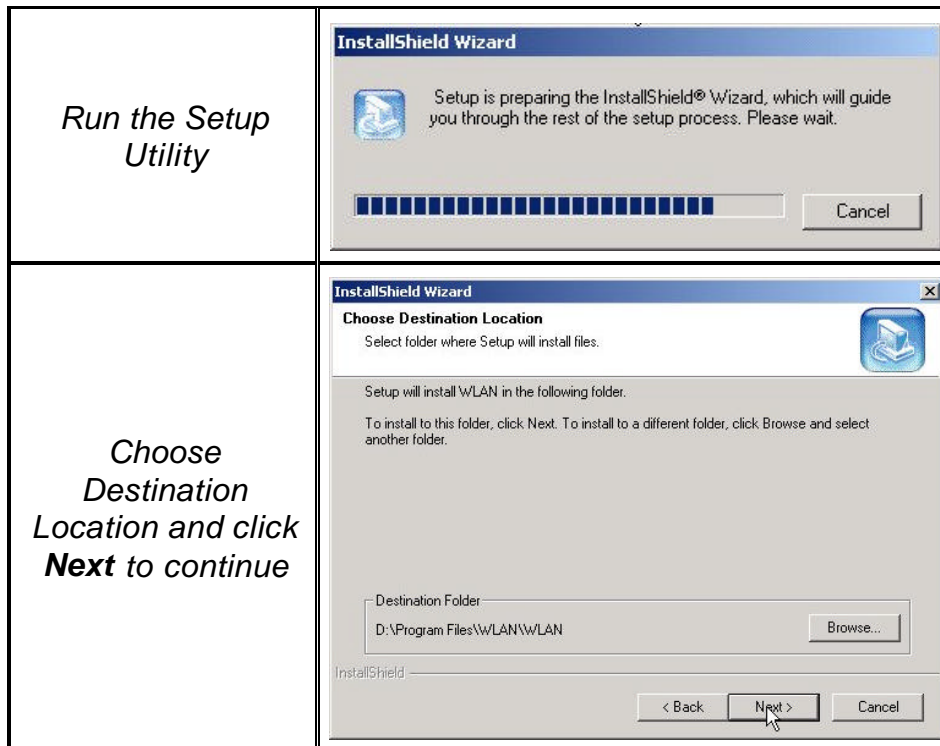 Run the Setup
Utility
InstallShield Wizard
Setup is preparing the InstallShield® Wizard, which will guide
you through the rest of the setup process. Please wait.
Cancel
Choose
Destination
Location and click
Next to continue
InstallShield Wizard
Choose Destination Location
Select folder where Setup will install files.
Setup will install WLAN in the following folder.
To install to this folder, click Next. To install to a different folder, click Browse and select
another folder.
Destination Folder
D:\Program Files\WLAN\WLAN
Browse...
InstallShield
< Back
Next >
Cancel